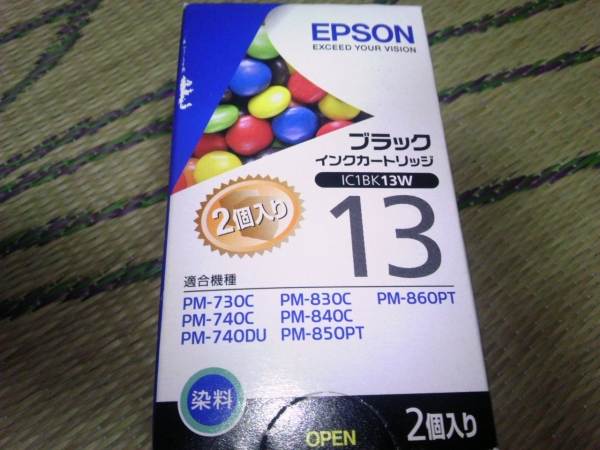 EPSON
EXCEED YOUR VISION
ブラック
インクカートリッジ
IC1BK13W
2個入り
13
適合機種
PM-730C PM-830C PM-860PT
PM-740C PM-840C
PM-740DU PM-850PT
染料
OPEN
2個入り